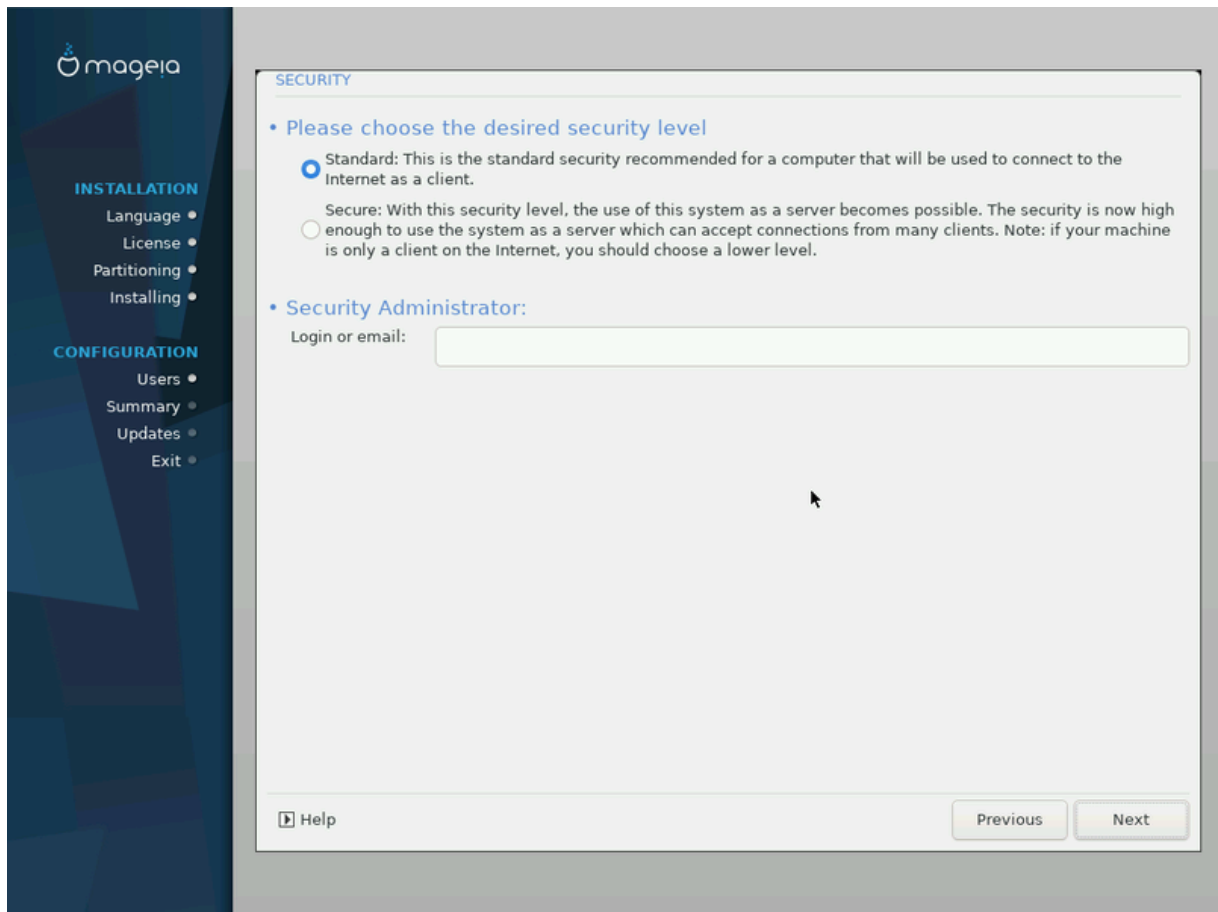 mageia
INSTALLATION
Language
License
Partitioning
Installing
CONFIGURATION
Users
Summary
Updates
Exit
SECURITY
• Please choose the desired security level
Standard: This is the standard security recommended for a computer that will be used to connect to the
Internet as a client.
Secure: With this security level, the use of this system as a server becomes possible. The security is now high
enough to use the system as a server which can accept connections from many clients. Note: if your machine
is only a client on the Internet, you should choose a lower level.
• Security Administrator:
Login or email:
Help
Previous
Next